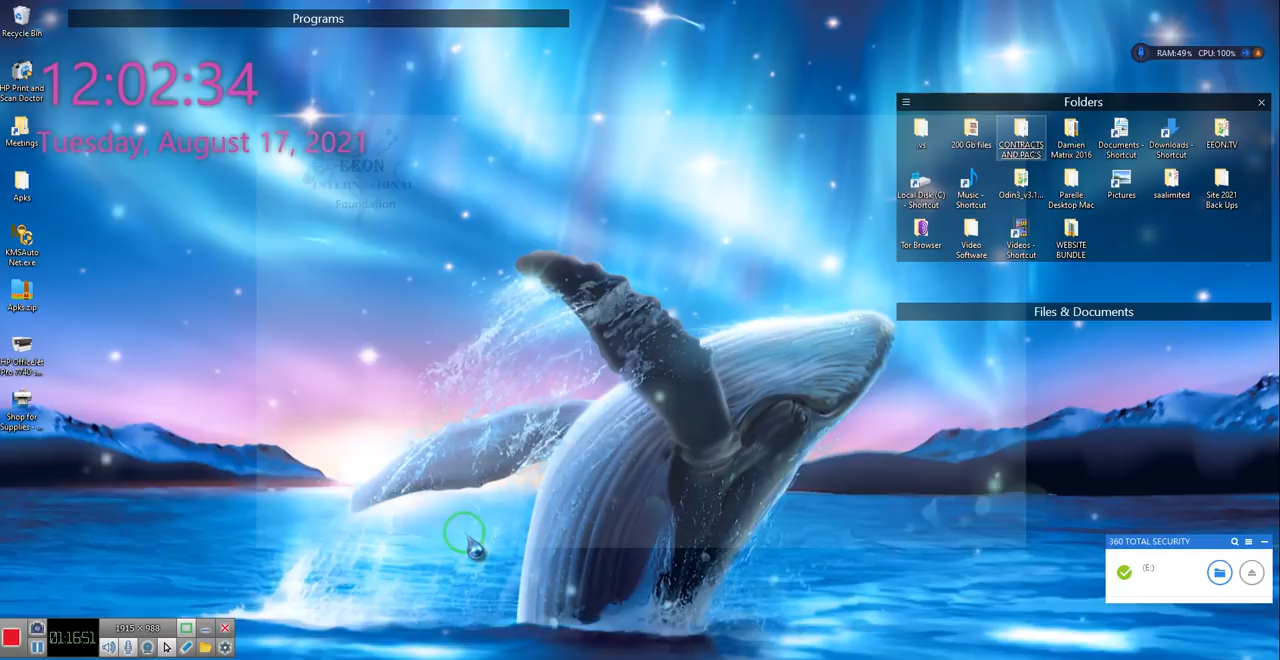 Recycle Bin
Programs
RAM:49% CPU:100%
12:02:34
HP Print and
Scan Doctor
Folders
Meetings
Tuesday, August 17, 2021
.vs
200 Gb files
CONTRACTS
AND PAC'S
Damien
Matrix 2016
Documents -
Shortcut
Downloads -
Shortcut
EEON.TV
EEON
INTERNATIONAL
Foundation
Apks
Local Disk (C)
- Shortcut
Music -
Shortcut
Odin3_v3.1...
Parelle
Desktop Mac
Pictures
saalimited
Site 2021
Back Ups
KMSAuto
Net.exe
Tor Browser
Video
Software
Videos -
Shortcut
WEBSITE
BUNDLE
Apks.zip
Files & Documents
HP OfficeJet
Pro 7740 s...
Shop for
Supplies - ...
360 TOTAL SECURITY
(E:)
01:16:51
1915 × 988